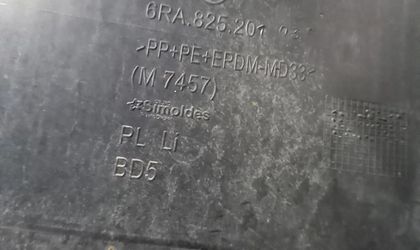 6RA.825.201
>PP+PE+EPDM-MD33<
(M 7457)
Simoldes
PL Li
BD5